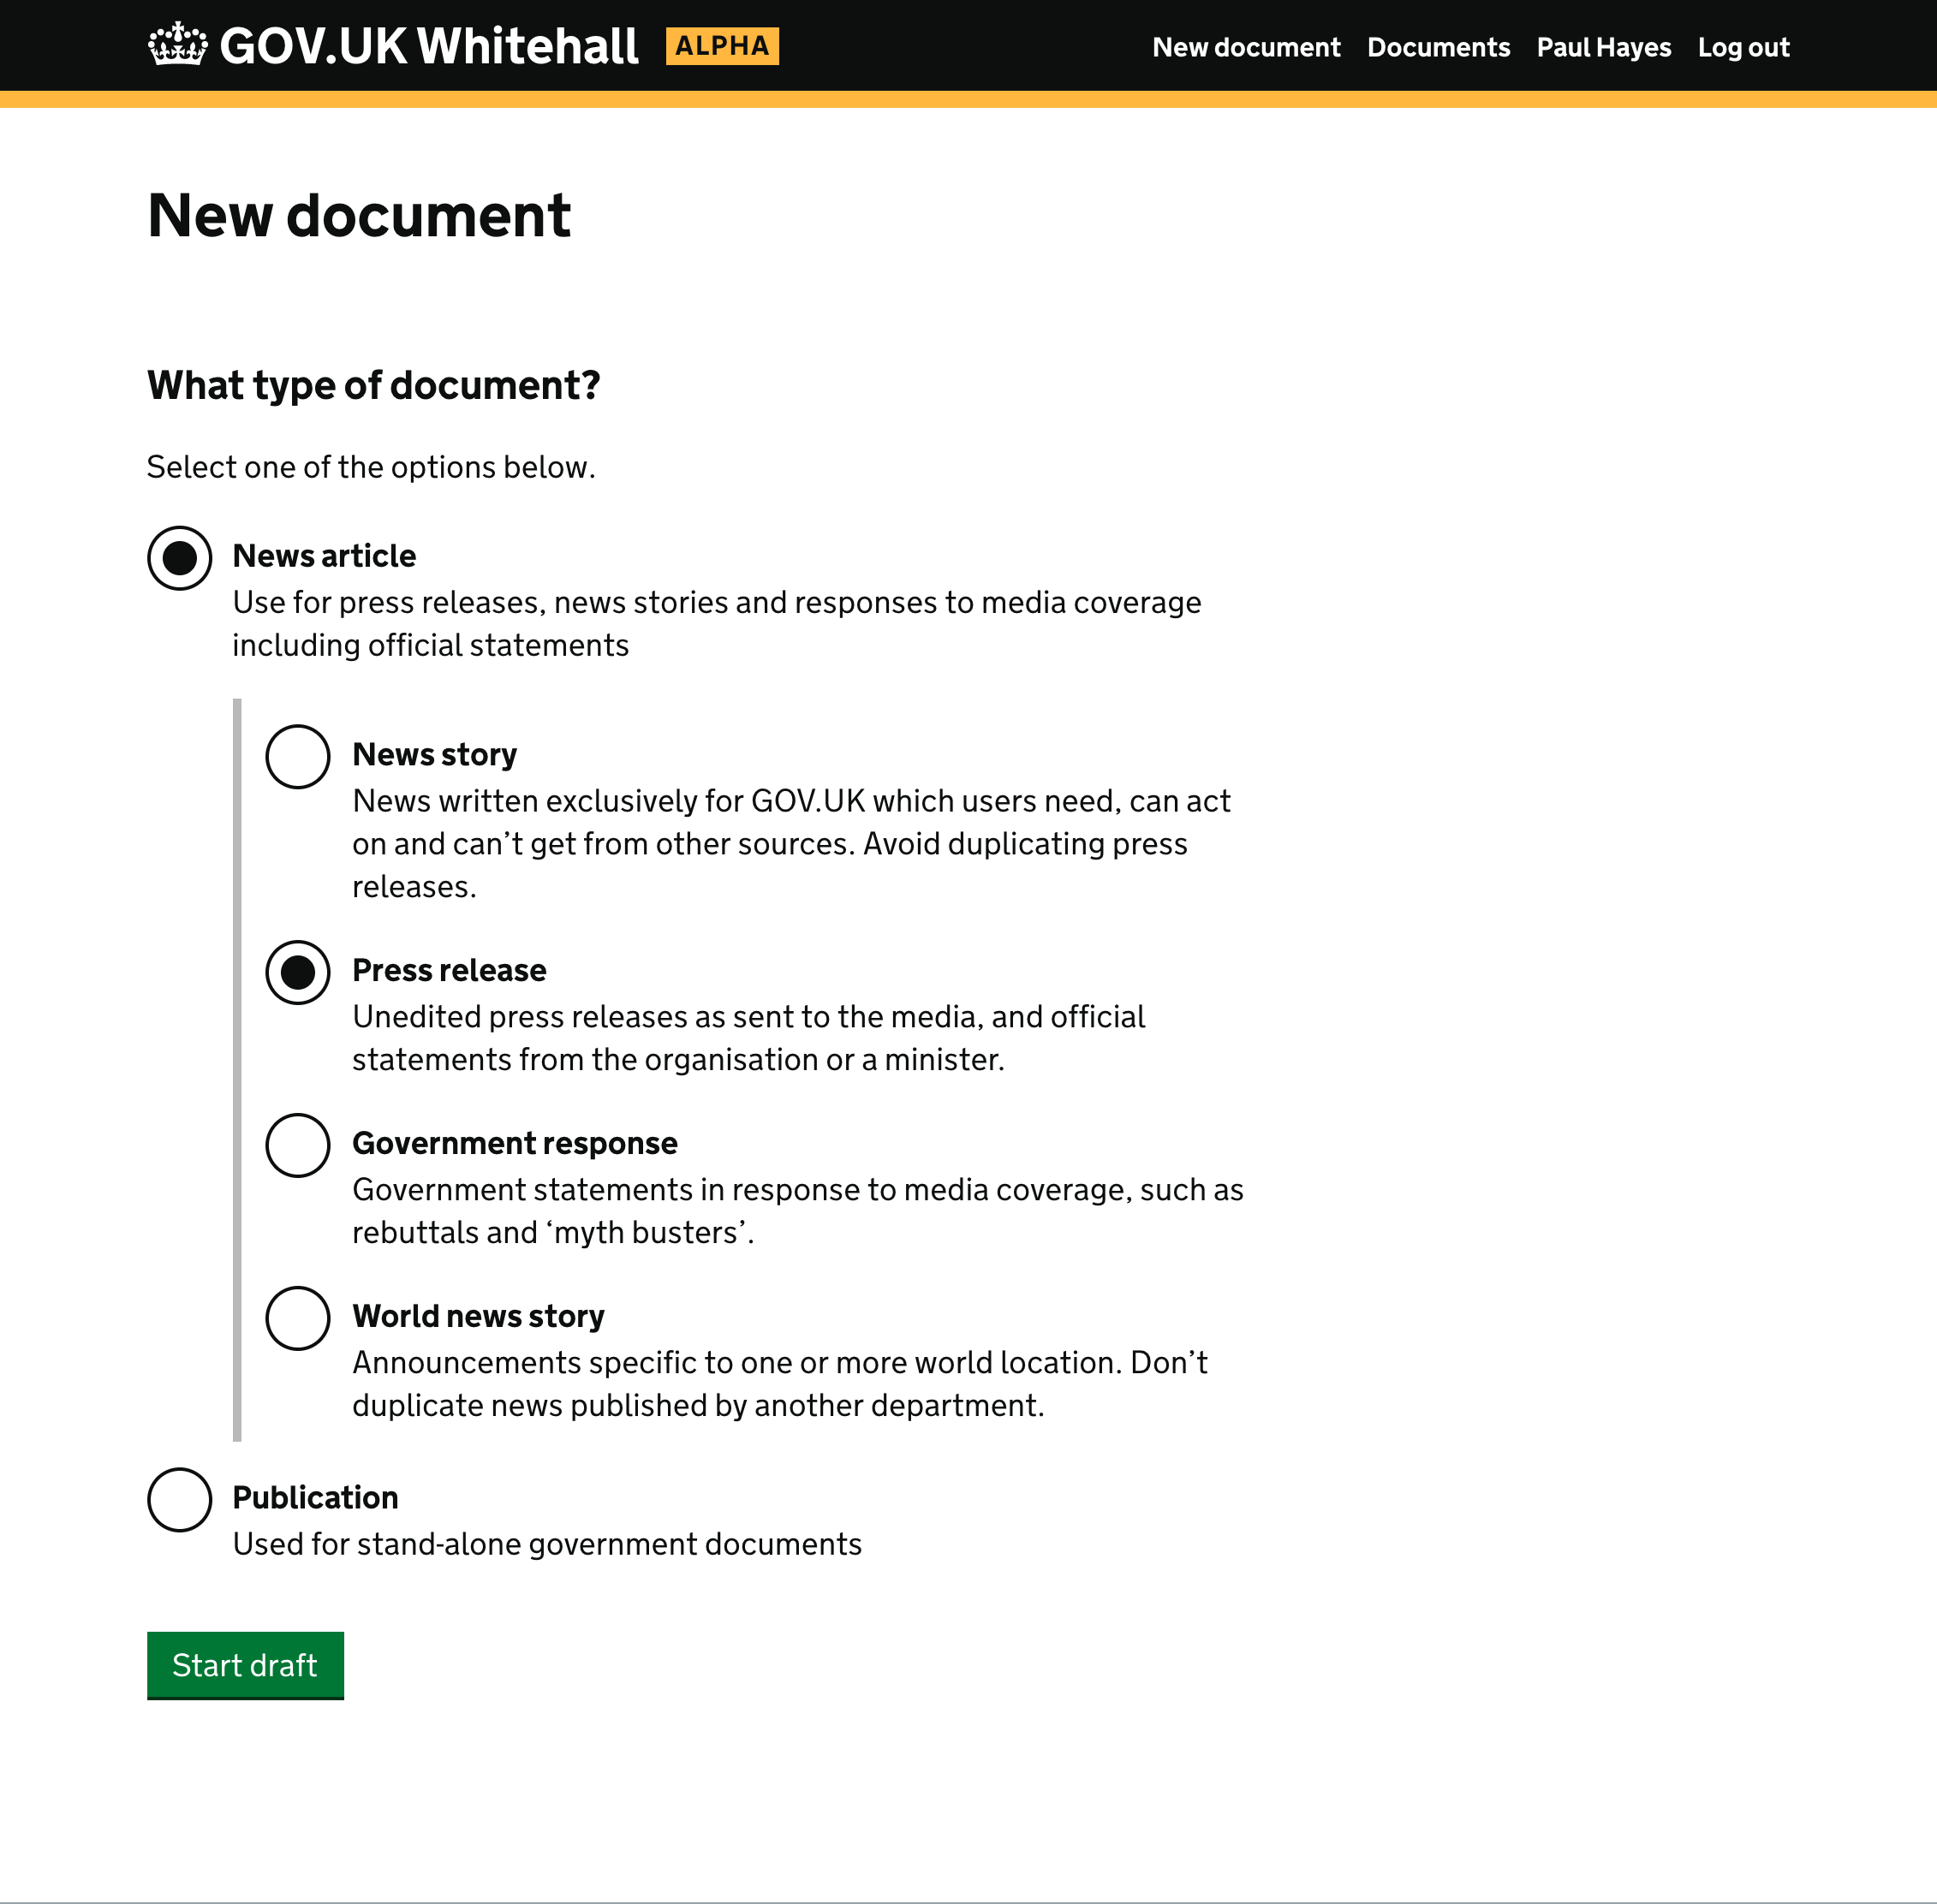 GOV.UK Whitehall ALPHA New document Documents Paul Hayes Log out
New document
What type of document?
Select one of the options below.
News article
Use for press releases, news stories and responses to media coverage
including official statements
News story
News written exclusively for GOV.UK which users need, can act
on and can’t get from other sources. Avoid duplicating press
releases.
Press release
Unedited press releases as sent to the media, and official
statements from the organisation or a minister.
Government response
Government statements in response to media coverage, such as
rebuttals and ‘myth busters’.
World news story
Announcements specific to one or more world location. Don’t
duplicate news published by another department.
Publication
Used for stand-alone government documents
Start draft